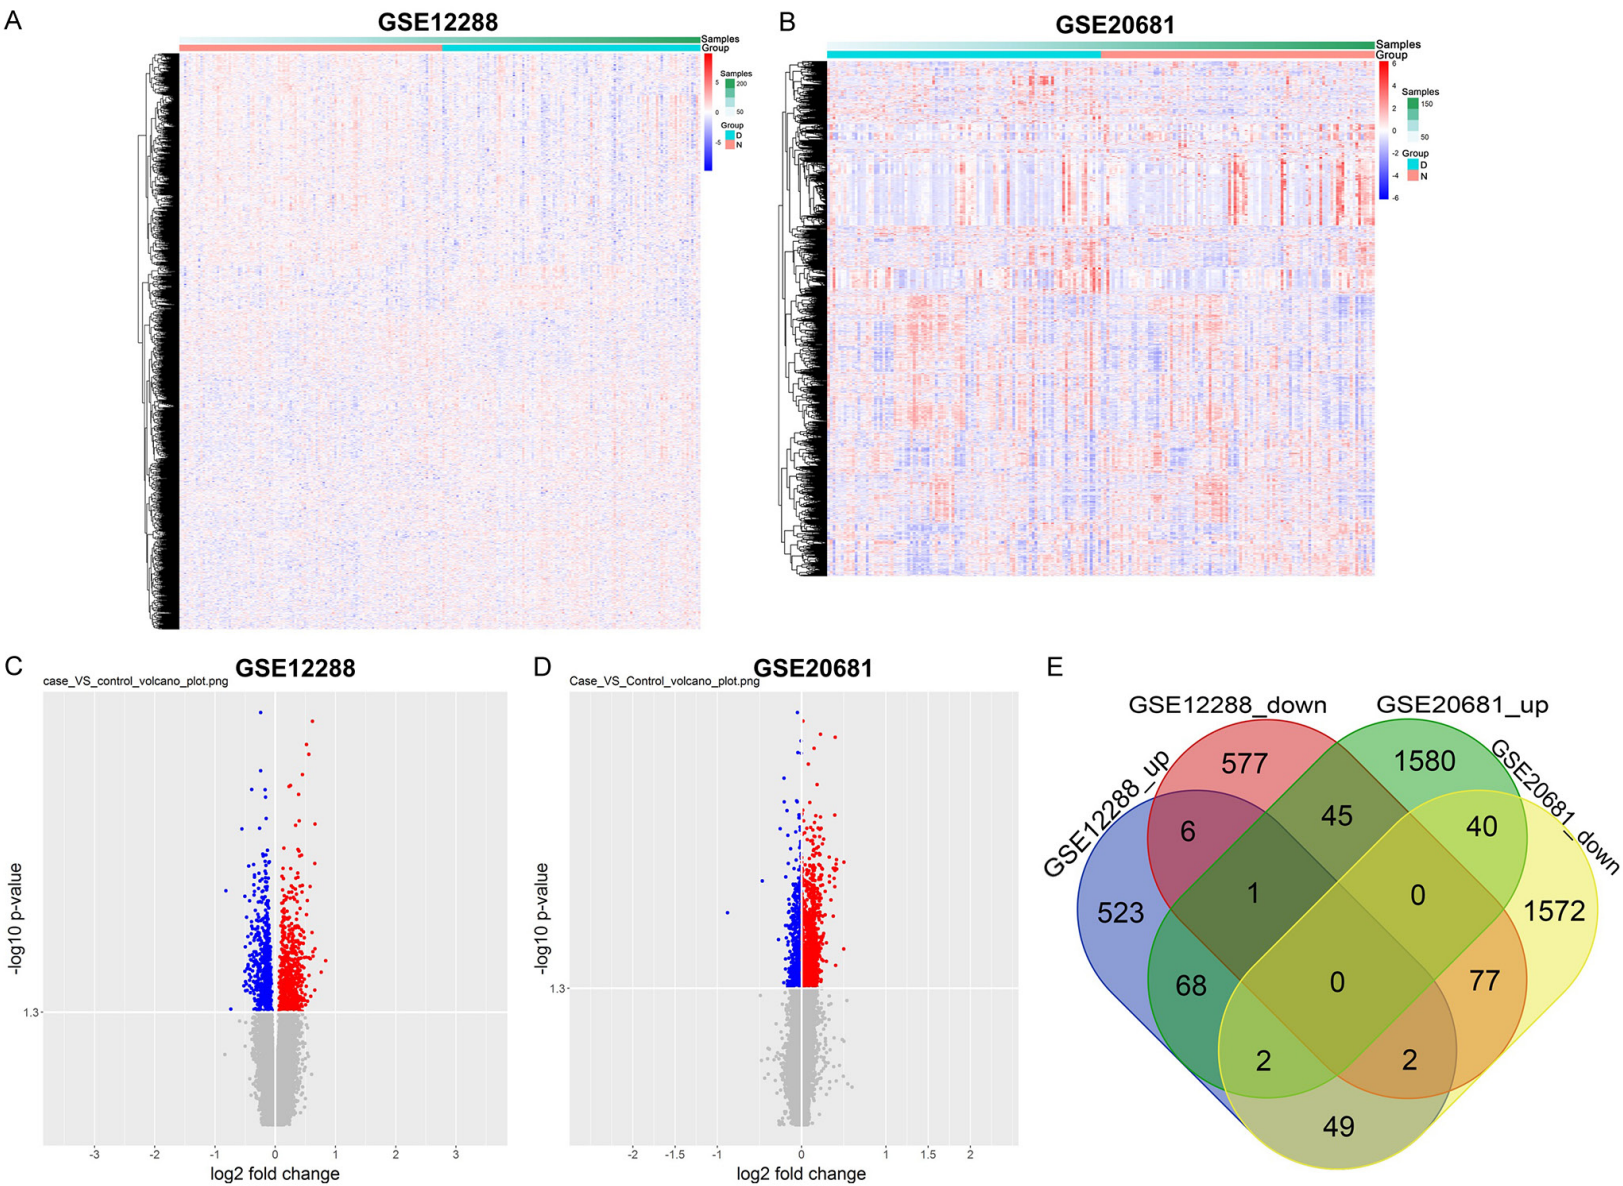 A
GSE12288
Samples
Group
5
0
-5
Samples
200
50
Group
D
N
B
GSE20681
Samples
Group
6
4
2
0
-2
-4
-6
Samples
150
50
Group
D
N
C
GSE12288
case_VS_control_volcano_plot.png
-log10 p-value
1.3
-3 -2 -1 0 1 2 3
log2 fold change
D
GSE20681
Case_VS_Control_volcano_plot.png
-log10 p-value
1.3
-2 -1.5 -1 0 1 1.5 2
log2 fold change
E
GSE12288_down
GSE20681_up
GSE12288_up
GSE20681_down
577
1580
45
6
40
1
0
523
1572
68
0
77
2
2
49